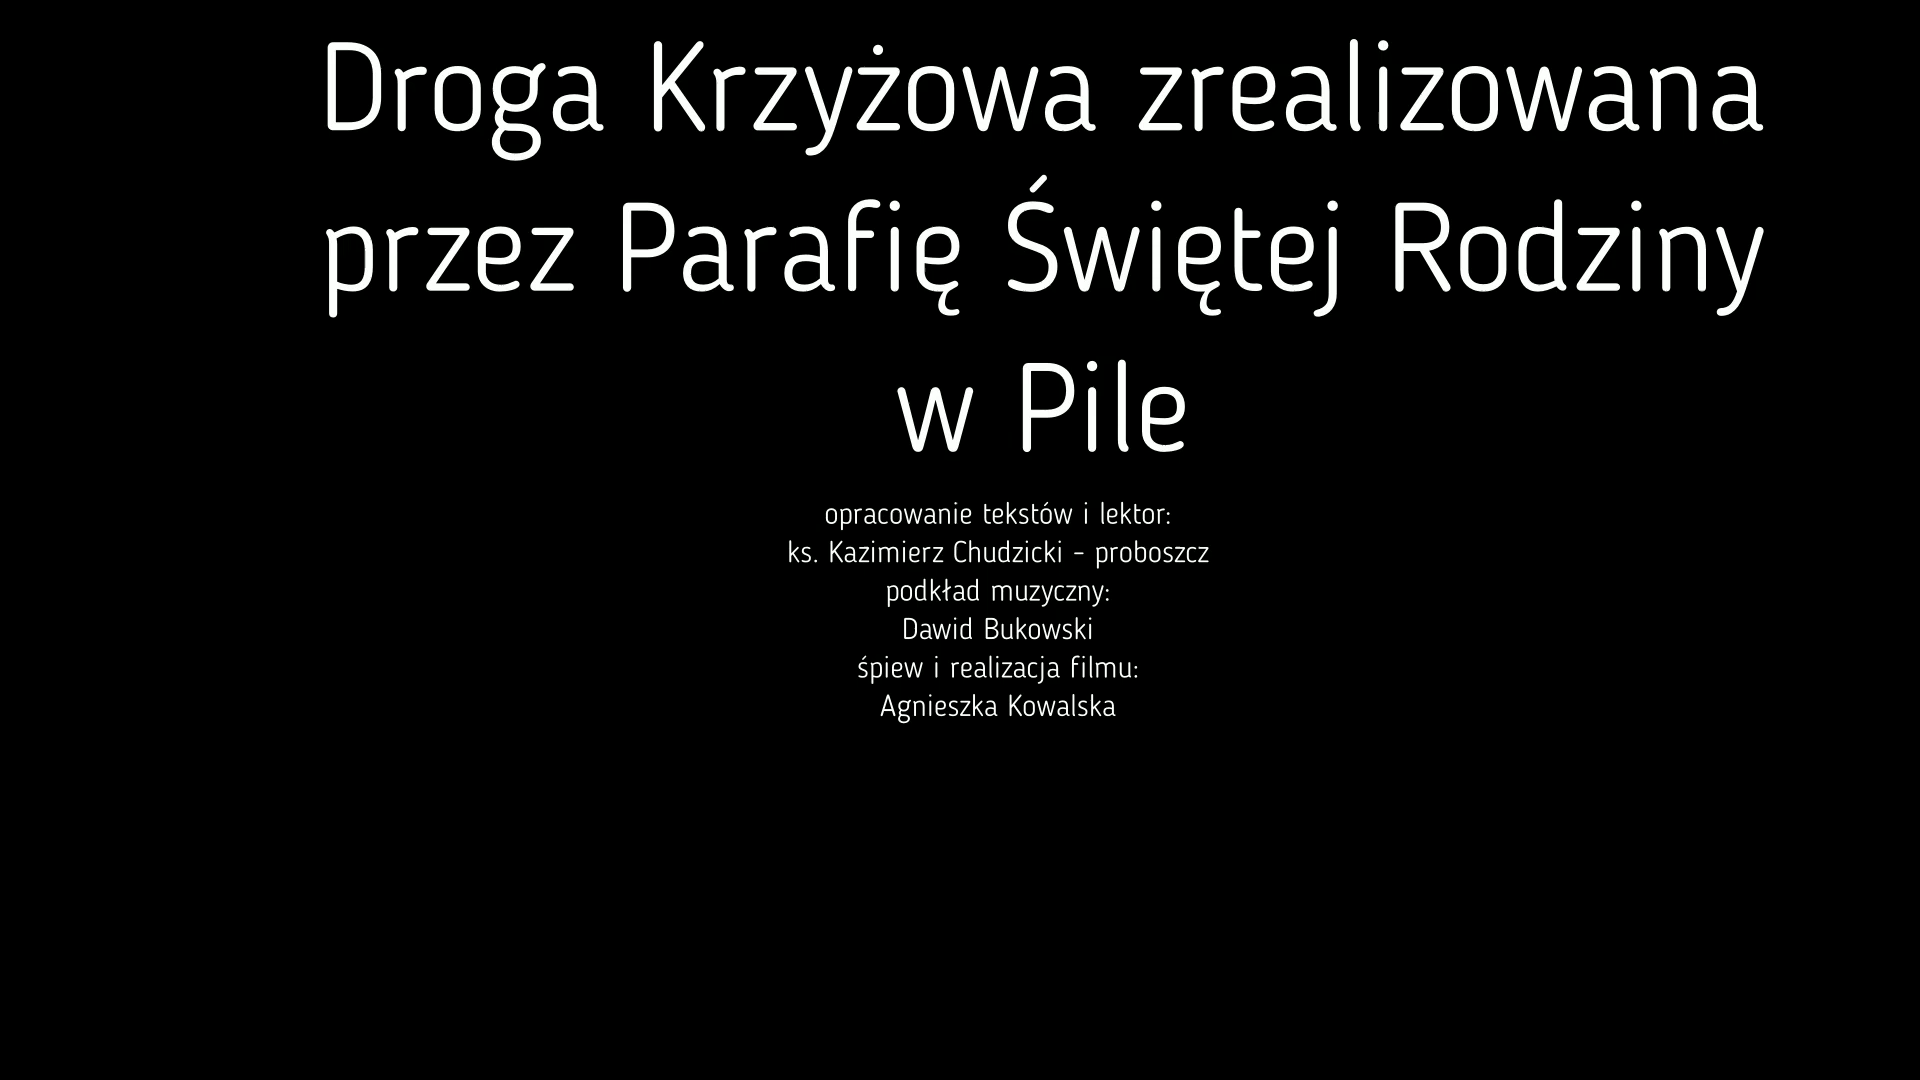 Droga Krzyżowa zrealizowana
przez Parafię Świętej Rodziny
w Pile
opracowanie tekstów i lektor:
ks. Kazimierz Chudzicki - proboszcz
podkład muzyczny:
Dawid Bukowski
śpiew i realizacja filmu:
Agnieszka Kowalska